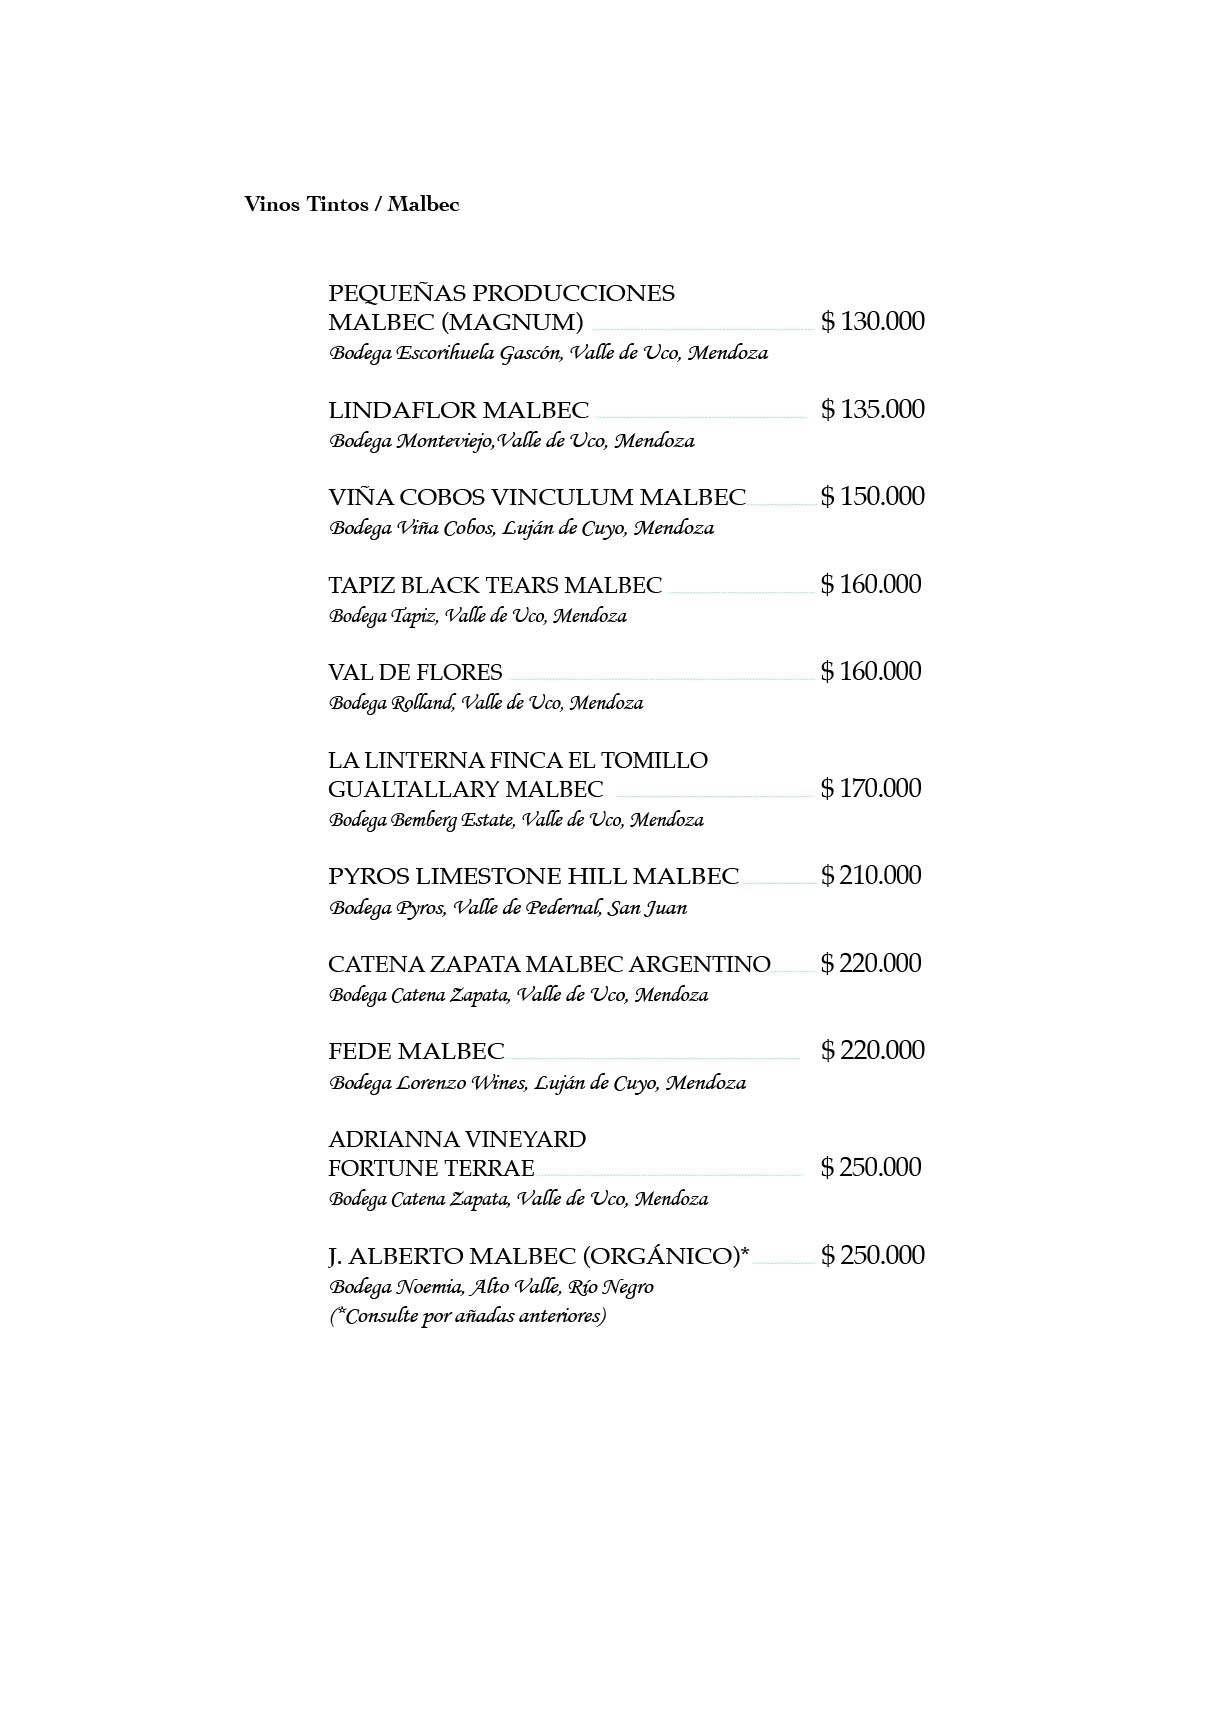 Vinos Tintos / Malbec
PEQUEÑAS PRODUCCIONES
MALBEC (MAGNUM) $ 130.000
Bodega Escorihuela Gascón, Valle de Uco, Mendoza
LINDAFLOR MALBEC $ 135.000
Bodega Monteviejo,Valle de Uco, Mendoza
VIÑA COBOS VINCULUM MALBEC $ 150.000
Bodega Viña Cobos, Luján de Cuyo, Mendoza
TAPIZ BLACK TEARS MALBEC $ 160.000
Bodega Tapiz, Valle de Uco, Mendoza
VAL DE FLORES $ 160.000
Bodega Rolland, Valle de Uco, Mendoza
LA LINTERNA FINCA EL TOMILLO
GUALTALLARY MALBEC $ 170.000
Bodega Bemberg Estate, Valle de Uco, Mendoza
PYROS LIMESTONE HILL MALBEC $ 210.000
Bodega Pyros, Valle de Pedernal, San Juan
CATENA ZAPATA MALBEC ARGENTINO $ 220.000
Bodega Catena Zapata, Valle de Uco, Mendoza
FEDE MALBEC $ 220.000
Bodega Lorenzo Wines, Luján de Cuyo, Mendoza
ADRIANNA VINEYARD
FORTUNE TERRAE $ 250.000
Bodega Catena Zapata, Valle de Uco, Mendoza
J. ALBERTO MALBEC (ORGÁNICO)* $ 250.000
Bodega Noemia, Alto Valle, Río Negro
(*Consulte por añadas anteriores)